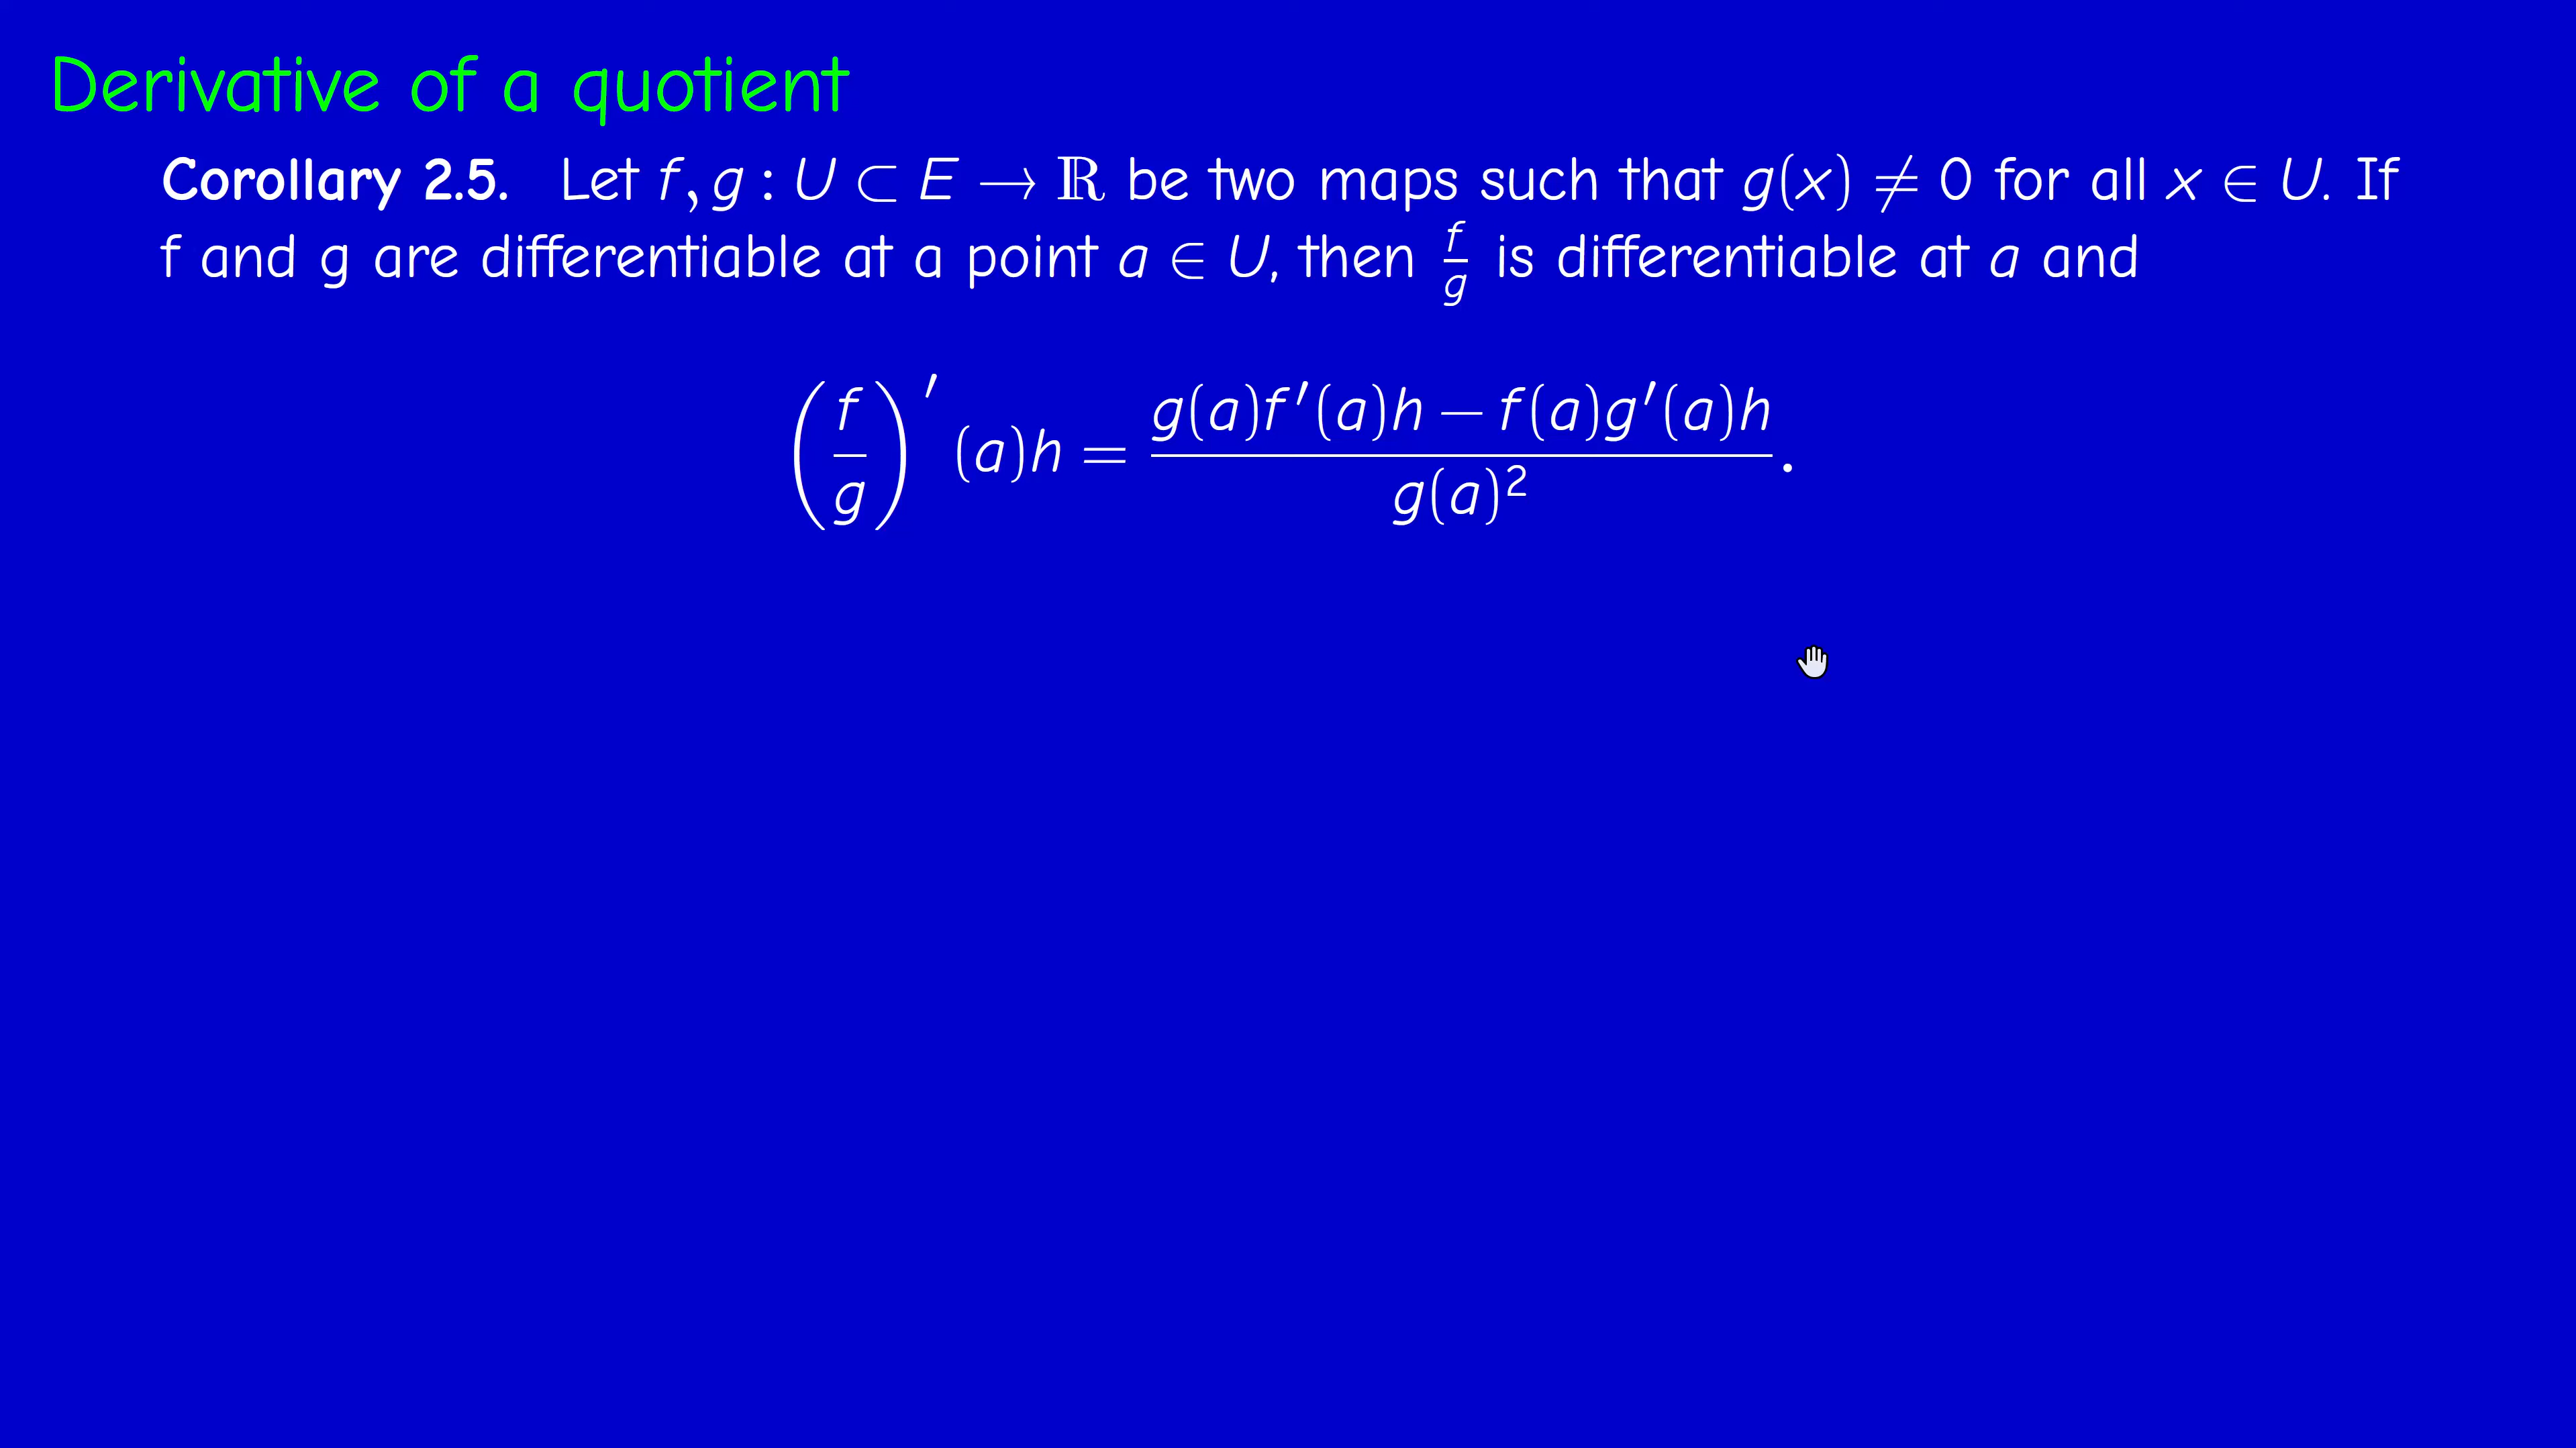 Derivative of a quotient
Corollary 2.5. Let f, g : U ⊂ E → ℝ be two maps such that g(x) ≠ 0 for all x ∈ U. If
f and g are differentiable at a point a ∈ U, then f/g is differentiable at a and
(f/g)′ (a)h = (g(a)f′(a)h − f(a)g′(a)h)/g(a)².